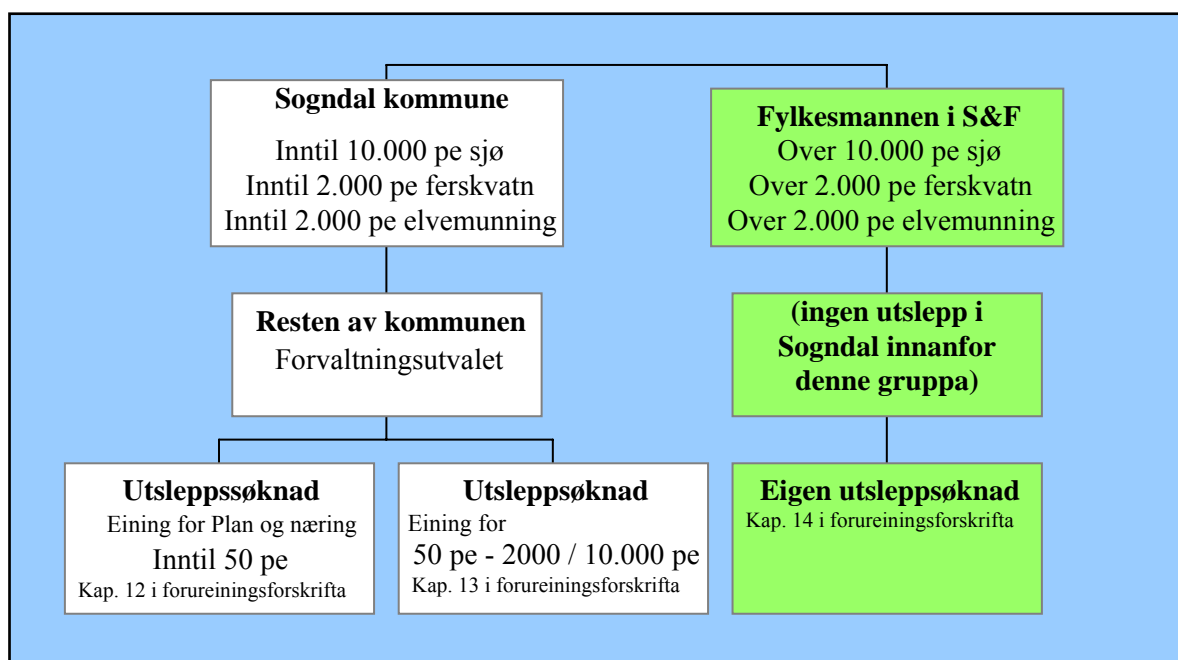 Sogndal kommune
Inntil 10.000 pe sjø
Inntil 2.000 pe ferskvatn
Inntil 2.000 pe elvemunning
Fylkesmannen i S&F
Over 10.000 pe sjø
Over 2.000 pe ferskvatn
Over 2.000 pe elvemunning
Resten av kommunen
Forvaltningsutvalet
(ingen utslepp i
Sogndal innanfor
denne gruppa)
Utsleppssøknad
Eining for Plan og næring
Inntil 50 pe
Kap. 12 i forureiningsforskrifta
Utsleppsøknad
Eining for
50 pe - 2000 / 10.000 pe
Kap. 13 i forureiningsforskrifta
Eigen utsleppsøknad
Kap. 14 i forureiningsforskrifta